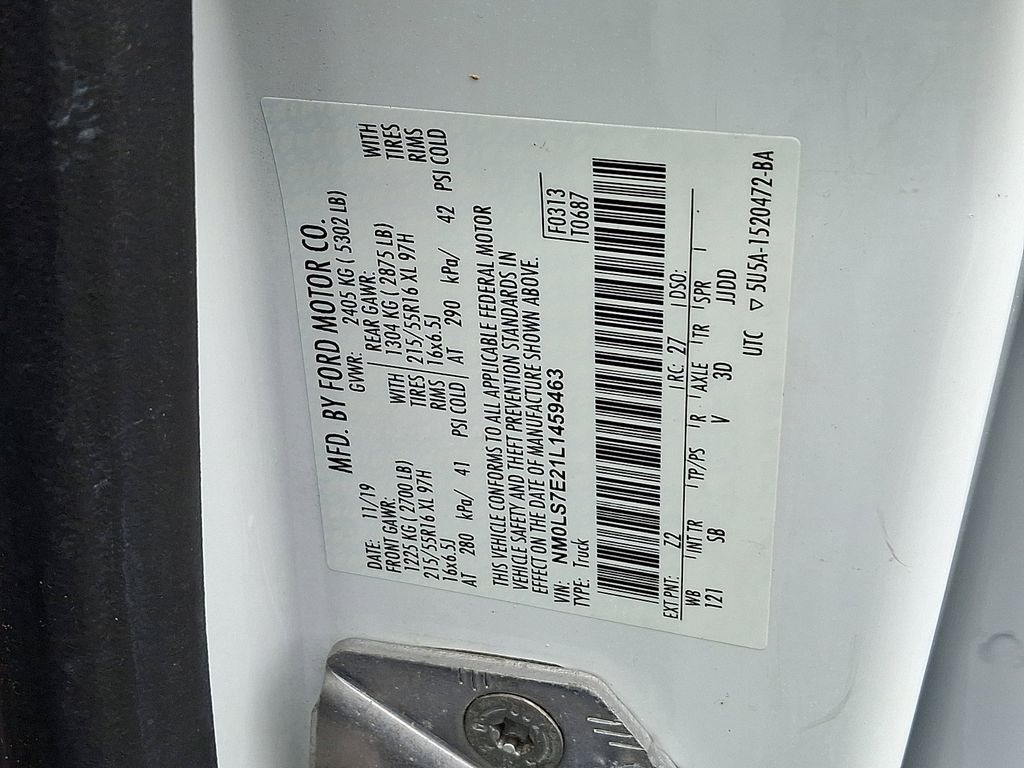 MFD. BY FORD MOTOR CO.
DATE: 11/19 GVWR: 2405 KG ( 5302 LB)
FRONT GAWR: REAR GAWR:
1225 KG ( 2700 LB) WITH 1304 KG ( 2875 LB) WITH
215/55R16 XL 97H TIRES 215/55R16 XL 97H TIRES
16x6.5J RIMS 16x6.5J RIMS
AT 280 kPa/ 41 PSI COLD AT 290 kPa/ 42 PSI COLD
THIS VEHICLE CONFORMS TO ALL APPLICABLE FEDERAL MOTOR
VEHICLE SAFETY AND THEFT PREVENTION STANDARDS IN
EFFECT ON THE DATE OF MANUFACTURE SHOWN ABOVE.
VIN: NM0LS7E21L1459463 F0313
TYPE: Truck T0687
EXT PNT: Z2 RC: 27 DSO:
WB INT TR TP/PS R AXLE TR SPR
121 SB V 3D JJDD
UTC ▽ 5U5A-1520472-BA